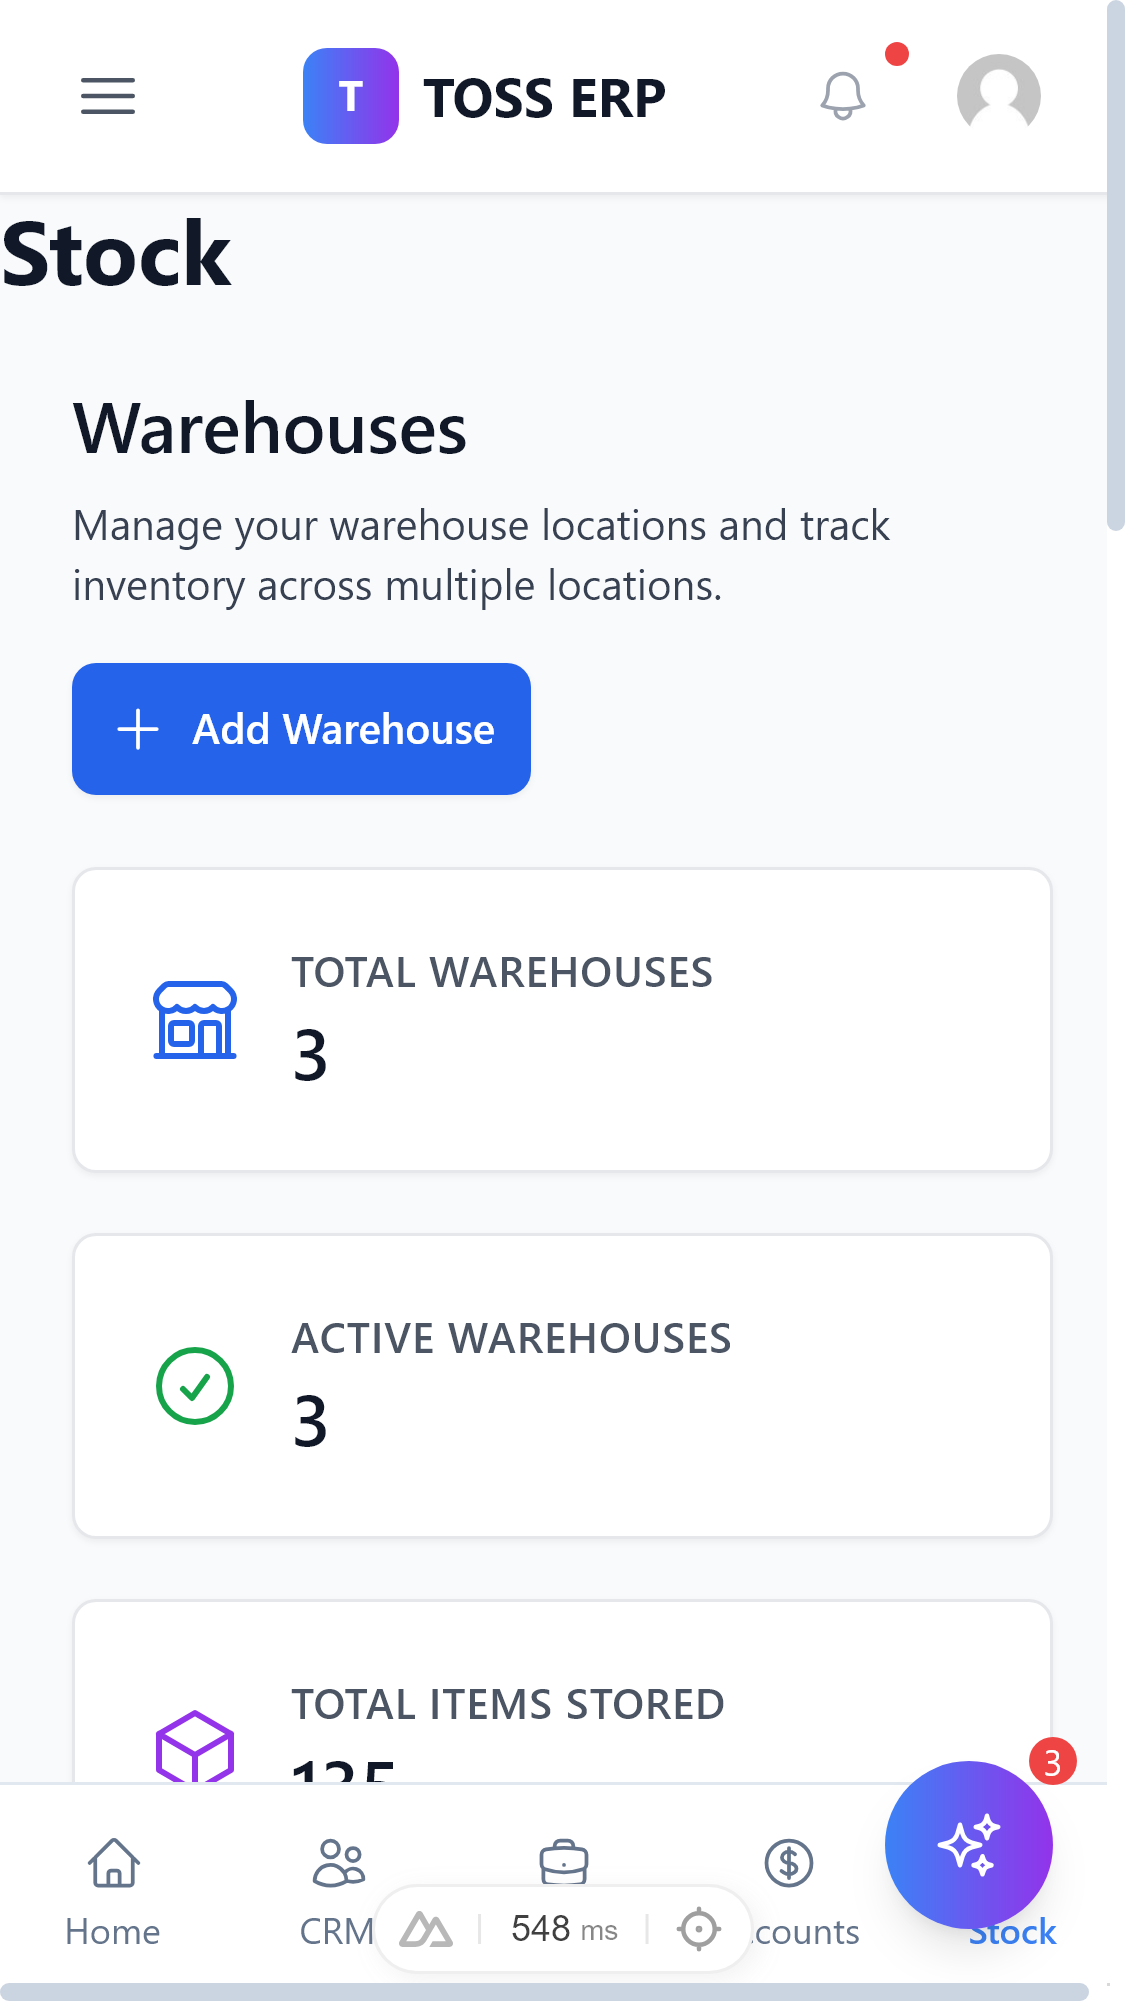 T TOSS ERP
Stock
Warehouses
Manage your warehouse locations and track
inventory across multiple locations.
Add Warehouse
TOTAL WAREHOUSES
3
ACTIVE WAREHOUSES
3
TOTAL ITEMS STORED
125
3
Home
CRM
548 ms
counts
Stock